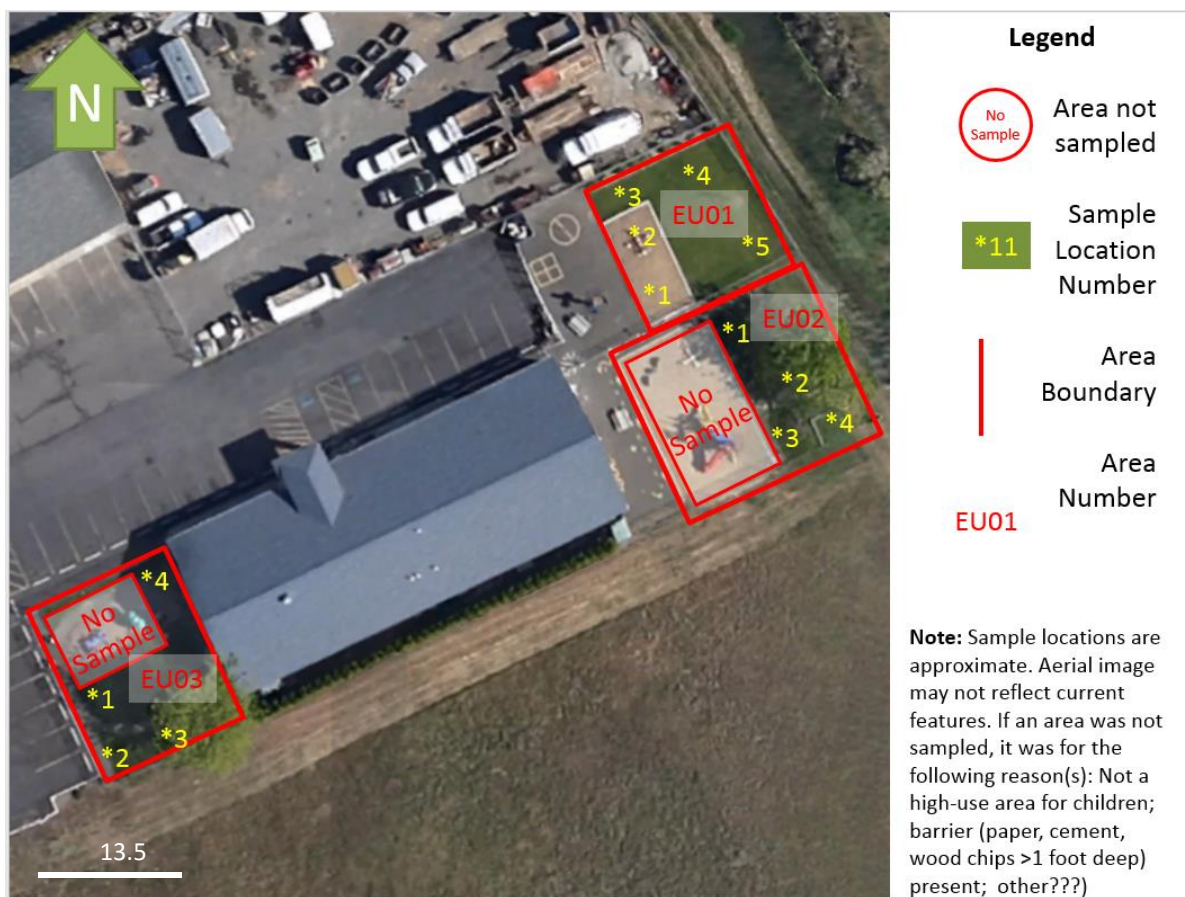 N
*4
*3
EU01
*2
*5
*1
EU02
*1
*2
No
Sample
*3
*4
*4
No
Sample
EU03
*1
*3
*2
13.5
Legend
No
Sample
Area not
sampled
*11
Sample
Location
Number
Area
Boundary
Area
Number
EU01
Note: Sample locations are
approximate. Aerial image
may not reflect current
features. If an area was not
sampled, it was for the
following reason(s): Not a
high-use area for children;
barrier (paper, cement,
wood chips >1 foot deep)
present; other???)